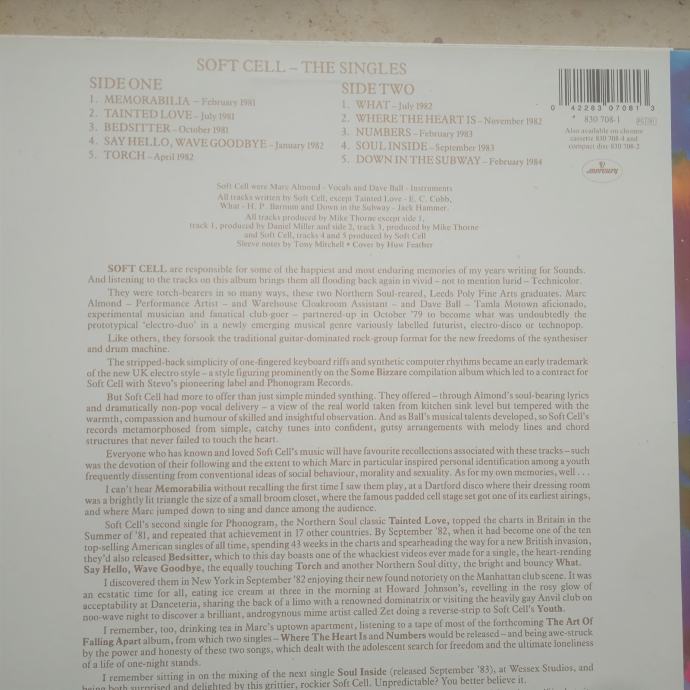 SOFT CELL – THE SINGLES
SIDE ONE
1. MEMORABILIA – February 1981
2. TAINTED LOVE – July 1981
3. BEDSITTER – October 1981
4. SAY HELLO, WAVE GOODBYE – January 1982
5. TORCH – April 1982
SIDE TWO
1. WHAT – July 1982
2. WHERE THE HEART IS – November 1982
3. NUMBERS – February 1983
4. SOUL INSIDE – September 1983
5. DOWN IN THE SUBWAY – February 1984
0 42283 07081 3
830 708-1
Also available on chrome
cassette 830 708-4 and
compact disc 830 708-2
mercury
Soft Cell were Marc Almond - Vocals and Dave Ball - Instruments
All tracks written by Soft Cell, except Tainted Love - E. C. Cobb,
What - H. P. Barnum and Down in the Subway - Jack Hammer.
All tracks produced by Mike Thorne except side 1,
track 1, produced by Daniel Miller and side 2, track 3, produced by Mike Thorne
and Soft Cell, tracks 4 and 5 produced by Soft Cell
Sleeve notes by Tony Mitchell • Cover by Huw Feather
SOFT CELL are responsible for some of the happiest and most enduring memories of my years writing for Sounds.
And listening to the tracks on this album brings them all flooding back again in vivid – not to mention lurid – Technicolor.
They were torch-bearers in so many ways, these two Northern Soul-reared, Leeds Poly Fine Arts graduates. Marc
Almond – Performance Artist – and Warehouse Cloakroom Assistant – and Dave Ball – Tamla Motown aficionado,
experimental musician and fanatical club-goer – partnered-up in October '79 to become what was undoubtedly the
prototypical 'electro-duo' in a newly emerging musical genre variously labelled futurist, electro-disco or technopop.
Like others, they forsook the traditional guitar-dominated rock-group format for the new freedoms of the synthesiser
and drum machine.
The stripped-back simplicity of one-fingered keyboard riffs and synthetic computer rhythms became an early trademark
of the new UK electro style – a style figuring prominently on the Some Bizzare compilation album which led to a contract for
Soft Cell with Stevo's pioneering label and Phonogram Records.
But Soft Cell had more to offer than just simple minded synthing. They offered – through Almond's soul-bearing lyrics
and dramatically non-pop vocal delivery – a view of the real world taken from kitchen sink level but tempered with the
warmth, compassion and humour of skilled and insightful observation. And as Ball's musical talents developed, so Soft Cell's
records metamorphosed from simple, catchy tunes into confident, gutsy arrangements with melody lines and chord
structures that never failed to touch the heart.
Everyone who has known and loved Soft Cell's music will have favourite recollections associated with these tracks – such
was the devotion of their following and the extent to which Marc in particular inspired personal identification among a youth
frequently dissenting from conventional ideas of social behaviour, morality and sexuality. As for my own memories, well . . .
I can't hear Memorabilia without recalling the first time I saw them play, at a Dartford disco where their dressing room
was a brightly lit triangle the size of a small broom closet, where the famous padded cell stage set got one of its earliest airings,
and where Marc jumped down to sing and dance among the audience.
Soft Cell's second single for Phonogram, the Northern Soul classic Tainted Love, topped the charts in Britain in the
Summer of '81, and repeated that achievement in 17 other countries. By September '82, when it had become one of the ten
top-selling American singles of all time, spending 43 weeks in the charts and spearheading the way for a new British invasion,
they'd also released Bedsitter, which to this day boasts one of the whackiest videos ever made for a single, the heart-rending
Say Hello, Wave Goodbye, the equally touching Torch and another Northern Soul ditty, the bright and bouncy What.
I discovered them in New York in September '82 enjoying their new found notoriety on the Manhattan club scene. It was
an ecstatic time for all, eating ice cream at three in the morning at Howard Johnson's, revelling in the rosy glow of
acceptability at Danceteria, sharing the back of a limo with a renowned dominatrix or visiting the heavily gay Anvil club on
noo-wave night to discover a brilliant, androgynous mime artist called Zet doing a reverse-strip to Soft Cell's Youth.
I remember, too, drinking tea in Marc's uptown apartment, listening to a tape of most of the forthcoming The Art Of
Falling Apart album, from which two singles – Where The Heart Is and Numbers would be released – and being awe-struck
by the power and honesty of these two songs, which dealt with the adolescent search for freedom and the ultimate loneliness
of a life of one-night stands.
I remember sitting in on the mixing of the next single Soul Inside (released September '83), at Wessex Studios, and
being both surprised and delighted by this grittier, rockier Soft Cell. Unpredictable? You better believe it.